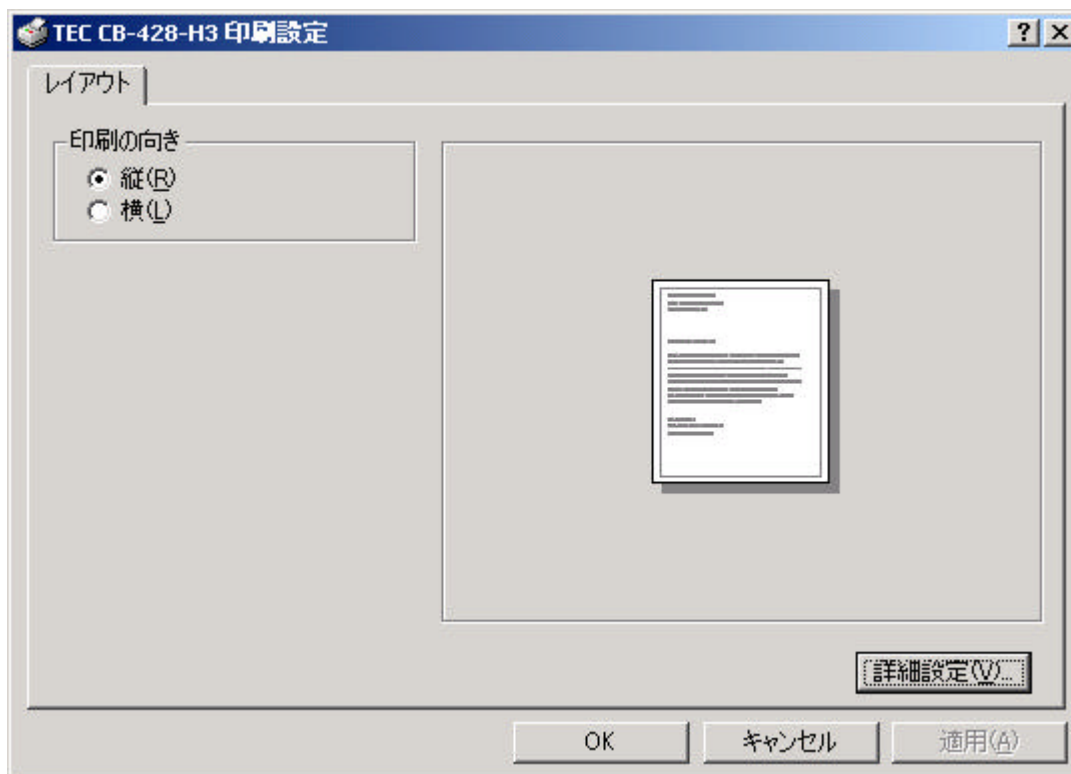 TEC CB-428-H3 印刷設定
レイアウト
印刷の向き
縦(R)
横(L)
詳細設定(V)...
OK
キャンセル
適用(A)